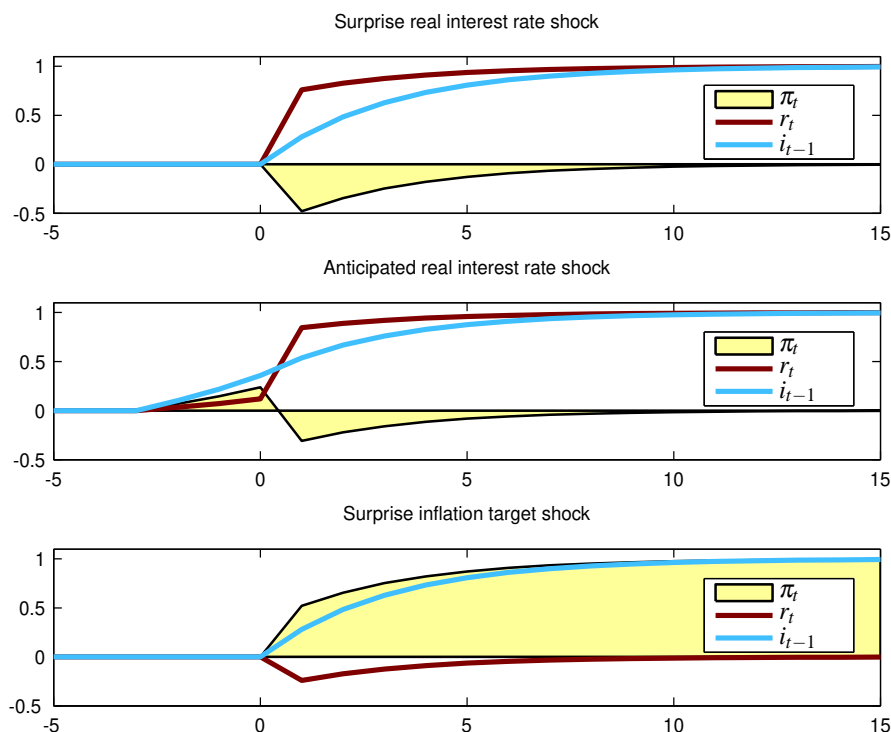 Surprise real interest rate shock
1
0.5
0
-0.5
-5 0 5 10 15
π_t
r_t
i_{t−1}
Anticipated real interest rate shock
1
0.5
0
-0.5
-5 0 5 10 15
π_t
r_t
i_{t−1}
Surprise inflation target shock
1
0.5
0
-0.5
-5 0 5 10 15
π_t
r_t
i_{t−1}